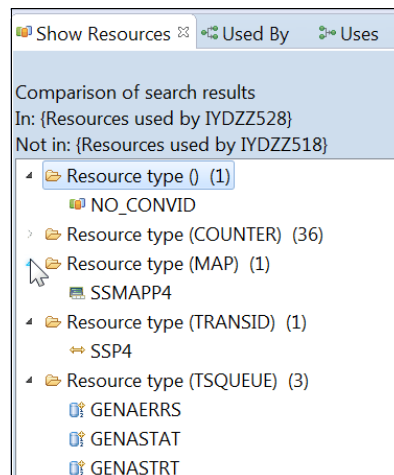 Show Resources Used By Uses
Comparison of search results
In: {Resources used by IYDZZ528}
Not in: {Resources used by IYDZZ518}
Resource type () (1)
NO_CONVID
Resource type (COUNTER) (36)
Resource type (MAP) (1)
SSMAPP4
Resource type (TRANSID) (1)
SSP4
Resource type (TSQUEUE) (3)
GENAERRS
GENASTAT
GENASTRT